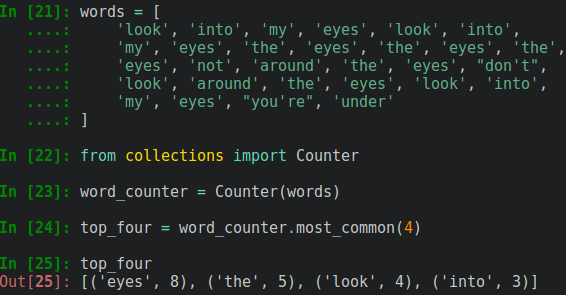 In [21]: words = [
   ....:     'look', 'into', 'my', 'eyes', 'look', 'into',
   ....:     'my', 'eyes', 'the', 'eyes', 'the', 'eyes', 'the',
   ....:     'eyes', 'not', 'around', 'the', 'eyes', "don't",
   ....:     'look', 'around', 'the', 'eyes', 'look', 'into',
   ....:     'my', 'eyes', "you're", 'under'
   ....: ]
In [22]: from collections import Counter
In [23]: word_counter = Counter(words)
In [24]: top_four = word_counter.most_common(4)
In [25]: top_four
Out[25]: [('eyes', 8), ('the', 5), ('look', 4), ('into', 3)]